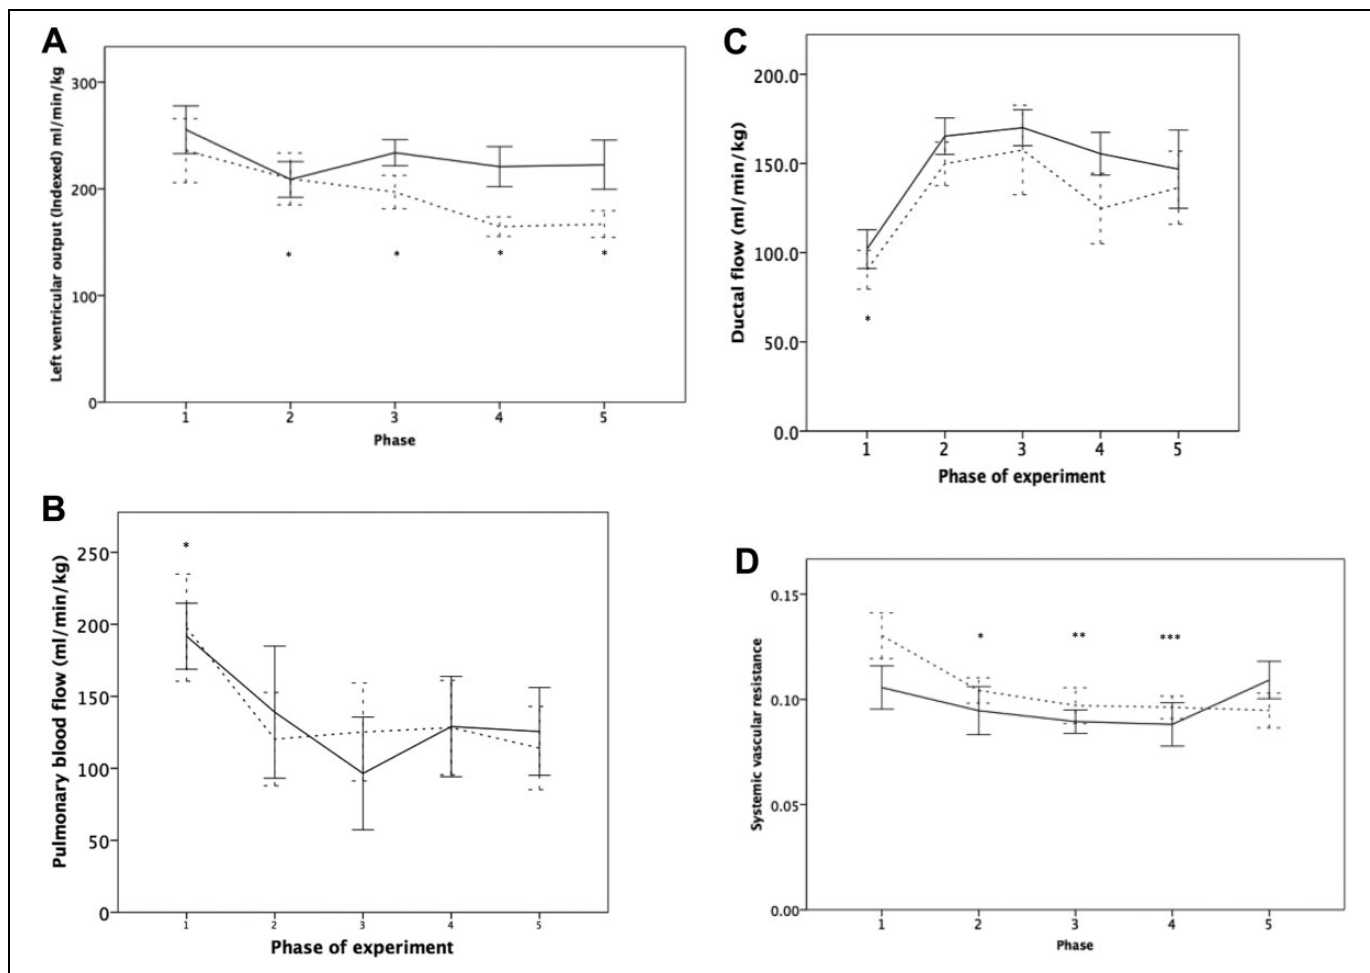 A
Left ventricular output (Indexed) ml/min/kg
300
200
100
0
1 2 3 4 5
Phase
* * * *
B
Pulmonary blood flow (ml/min/kg)
250
200
150
100
50
0
1 2 3 4 5
Phase of experiment
*
C
Ductal flow (ml/min/kg)
200.0
150.0
100.0
50.0
0.0
1 2 3 4 5
Phase of experiment
*
D
Systemic vascular resistance
0.15
0.10
0.05
0.00
1 2 3 4 5
Phase
* ** ***